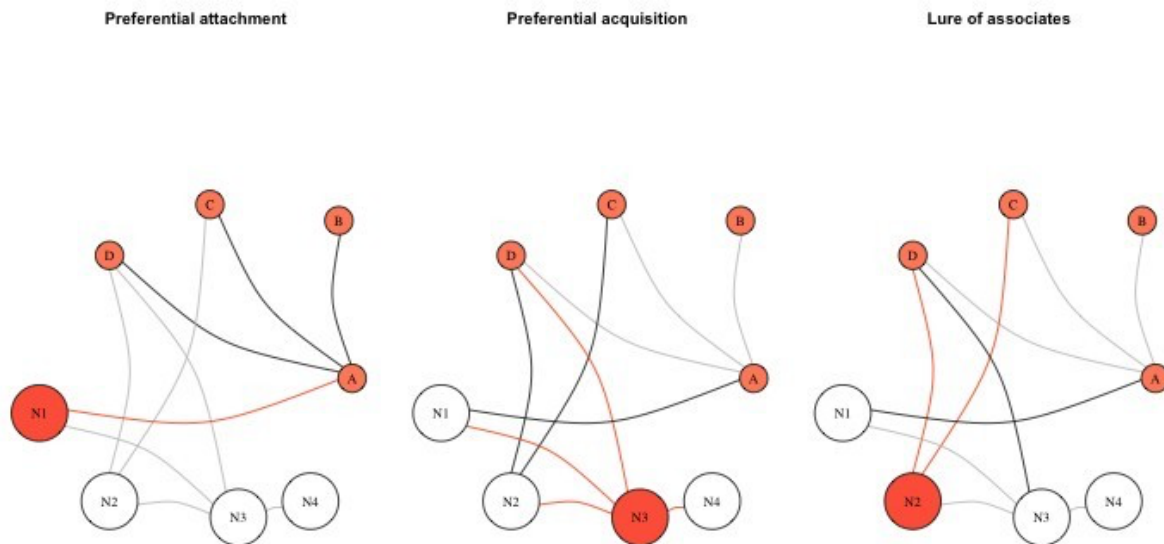 Preferential attachment
Preferential acquisition
Lure of associates
C
B
D
A
N1
N2
N3
N4
C
B
D
A
N1
N2
N3
N4
C
B
D
A
N1
N2
N3
N4